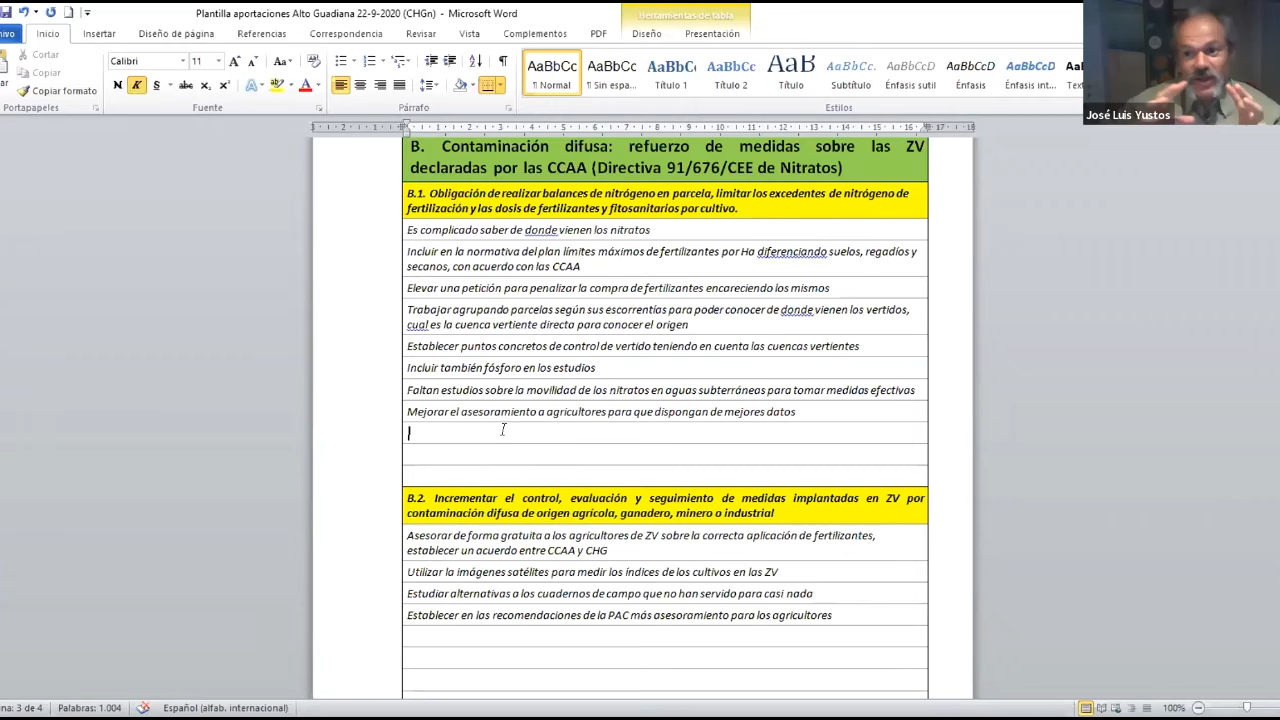 Plantilla aportaciones Alto Guadiana 22-9-2020 (CHGn) - Microsoft Word
Herramientas de tabla
Inicio Insertar Diseño de página Referencias Correspondencia Revisar Vista Complementos PDF Diseño Presentación
Cortar
Copiar
Copiar formato
Portapapeles
Calibri 11
Fuente
Párrafo
AaBbCc AaBbCc AaBbC AaBbCc AaB AaBbCc. AaBbCcD AaBbCcD AaBbCcD
¶ Normal ¶ Sin espa... Título 1 Título 2 Título Subtítulo Énfasis sutil Énfasis Énfasis int...
Estilos
José Luis Yustos
B. Contaminación difusa: refuerzo de medidas sobre las ZV
declaradas por las CCAA (Directiva 91/676/CEE de Nitratos)
B.1. Obligación de realizar balances de nitrógeno en parcela, limitar los excedentes de nitrógeno de
fertilización y las dosis de fertilizantes y fitosanitarios por cultivo.
Es complicado saber de donde vienen los nitratos
Incluir en la normativa del plan límites máximos de fertilizantes por Ha diferenciando suelos, regadíos y
secanos, con acuerdo con las CCAA
Elevar una petición para penalizar la compra de fertilizantes encareciendo los mismos
Trabajar agrupando parcelas según sus escorrentías para poder conocer de donde vienen los vertidos,
cual es la cuenca vertiente directa para conocer el origen
Establecer puntos concretos de control de vertido teniendo en cuenta las cuencas vertientes
Incluir también fósforo en los estudios
Faltan estudios sobre la movilidad de los nitratos en aguas subterráneas para tomar medidas efectivas
Mejorar el asesoramiento a agricultores para que dispongan de mejores datos
B.2. Incrementar el control, evaluación y seguimiento de medidas implantadas en ZV por
contaminación difusa de origen agrícola, ganadero, minero o industrial
Asesorar de forma gratuita a los agricultores de ZV sobre la correcta aplicación de fertilizantes,
establecer un acuerdo entre CCAA y CHG
Utilizar la imágenes satélites para medir los índices de los cultivos en las ZV
Estudiar alternativas a los cuadernos de campo que no han servido para casi nada
Establecer en las recomendaciones de la PAC más asesoramiento para los agricultores
Palabras: 1.004 Español (alfab. internacional) 100%